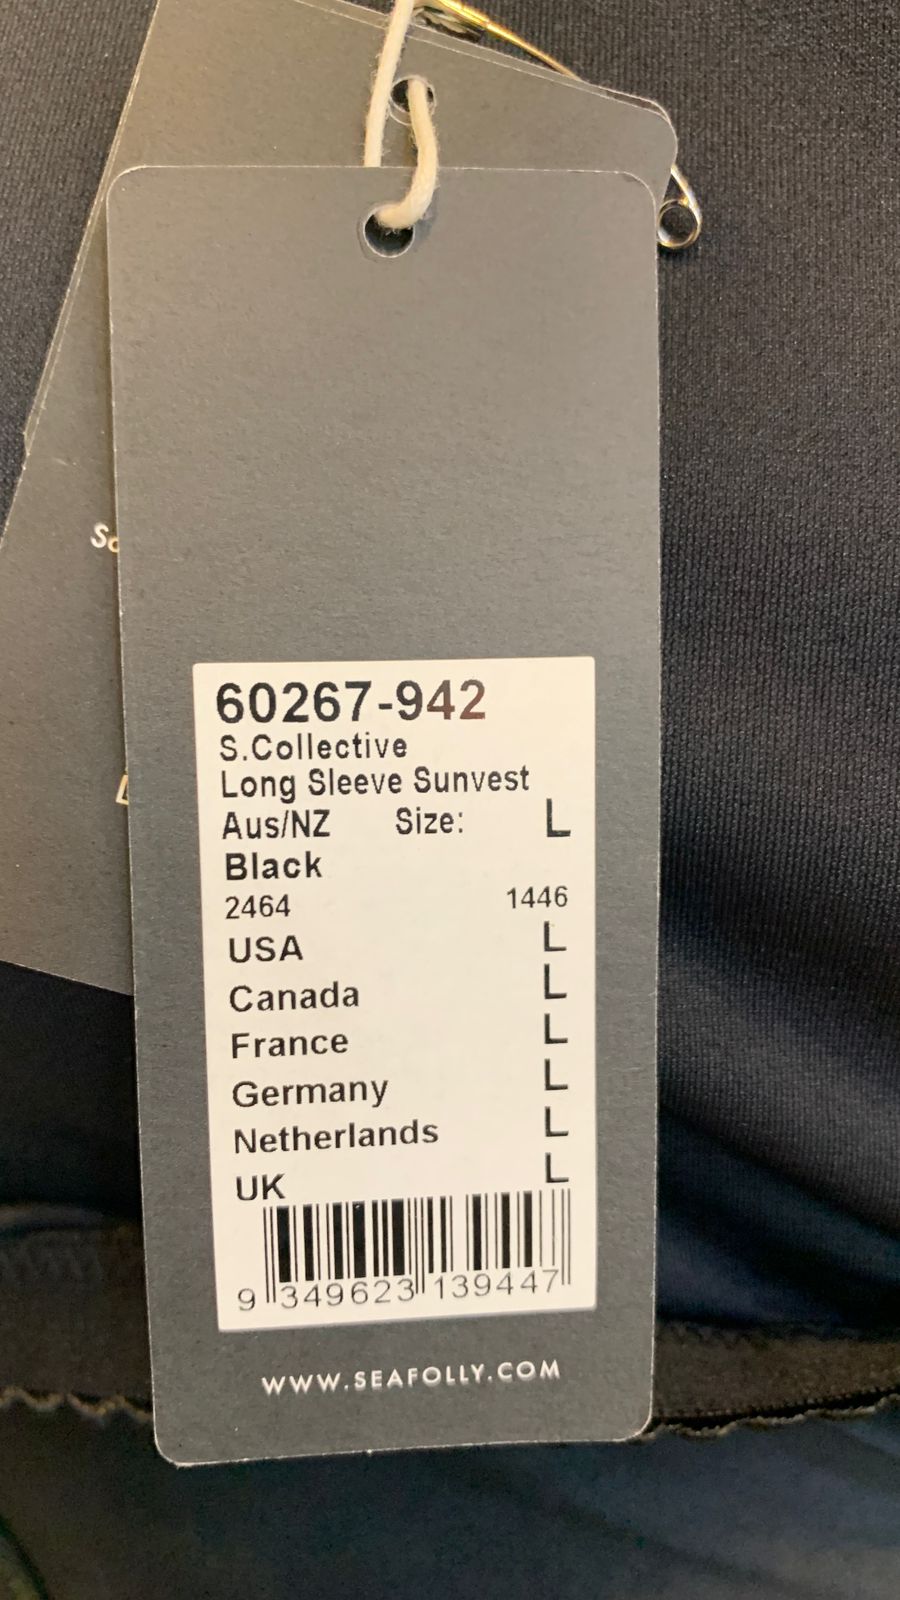 60267-942
S.Collective
Long Sleeve Sunvest
Aus/NZ Size: L
Black
2464 1446
USA L
Canada L
France L
Germany L
Netherlands L
UK L
9 349623 139447
WWW.SEAFOLLY.COM